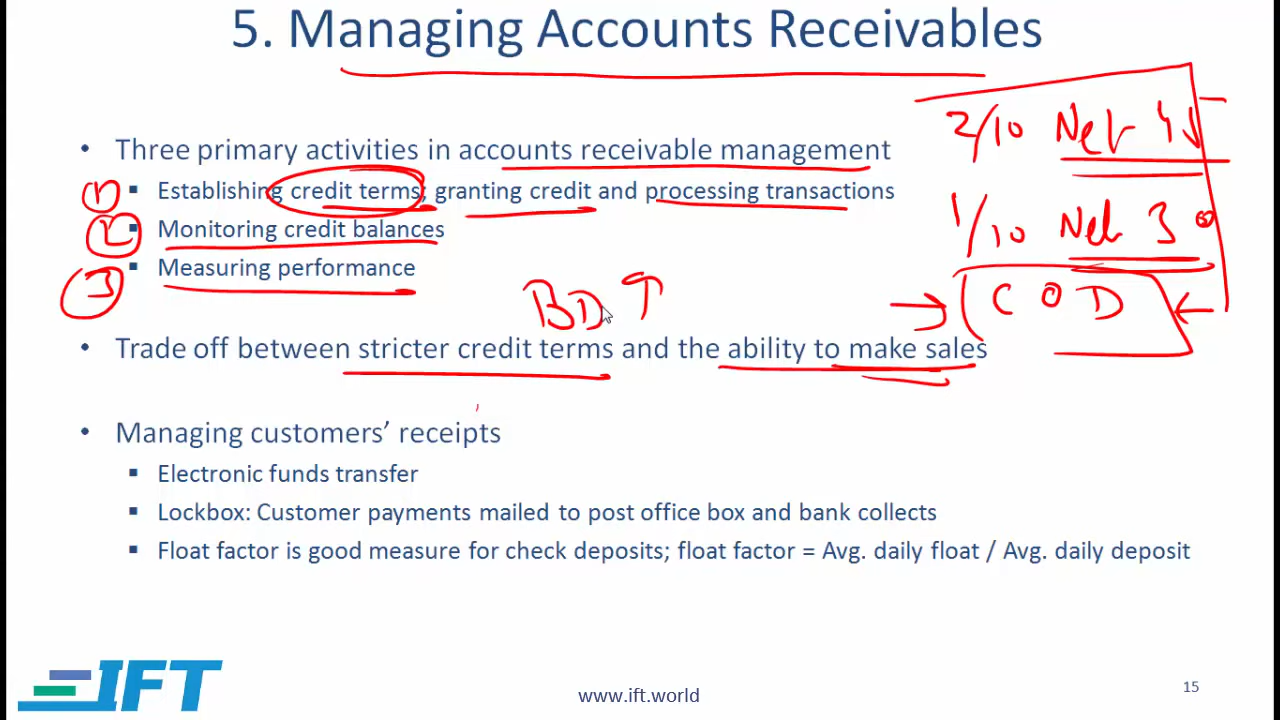 5. Managing Accounts Receivables
2/10 Net 45
• Three primary activities in accounts receivable management
1 ▪ Establishing credit terms, granting credit and processing transactions
1/10 Net 30
2 ▪ Monitoring credit balances
3 ▪ Measuring performance
BD ↑
→ COD ←
• Trade off between stricter credit terms and the ability to make sales
• Managing customers’ receipts
▪ Electronic funds transfer
▪ Lockbox: Customer payments mailed to post office box and bank collects
▪ Float factor is good measure for check deposits; float factor = Avg. daily float / Avg. daily deposit
IFT
www.ift.world
15